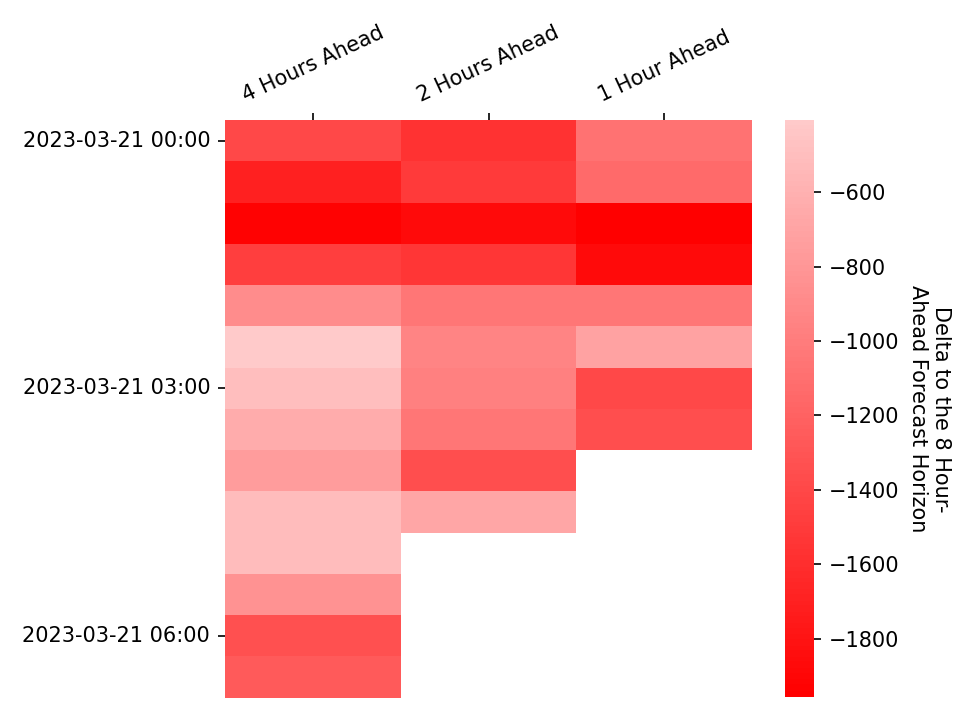 4 Hours Ahead
2 Hours Ahead
1 Hour Ahead
2023-03-21 00:00
2023-03-21 03:00
2023-03-21 06:00
−600
−800
−1000
−1200
−1400
−1600
−1800
Delta to the 8 Hour-
Ahead Forecast Horizon